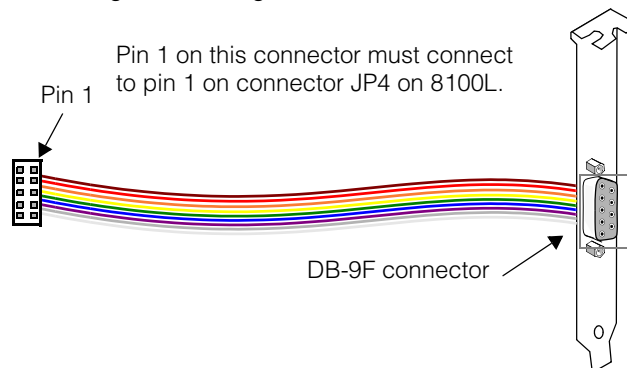 Pin 1 on this connector must connect
to pin 1 on connector JP4 on 8100L.
Pin 1
DB-9F connector